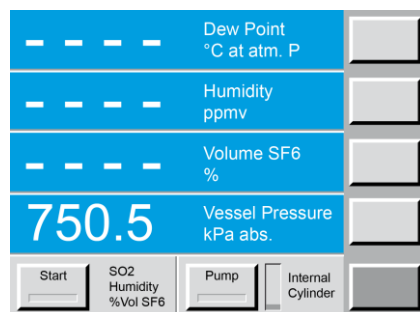 – – – – Dew Point
°C at atm. P
– – – – Humidity
ppmv
– – – – Volume SF6
%
750.5 Vessel Pressure
kPa abs.
Start
SO2
Humidity
%Vol SF6
Pump
Internal
Cylinder